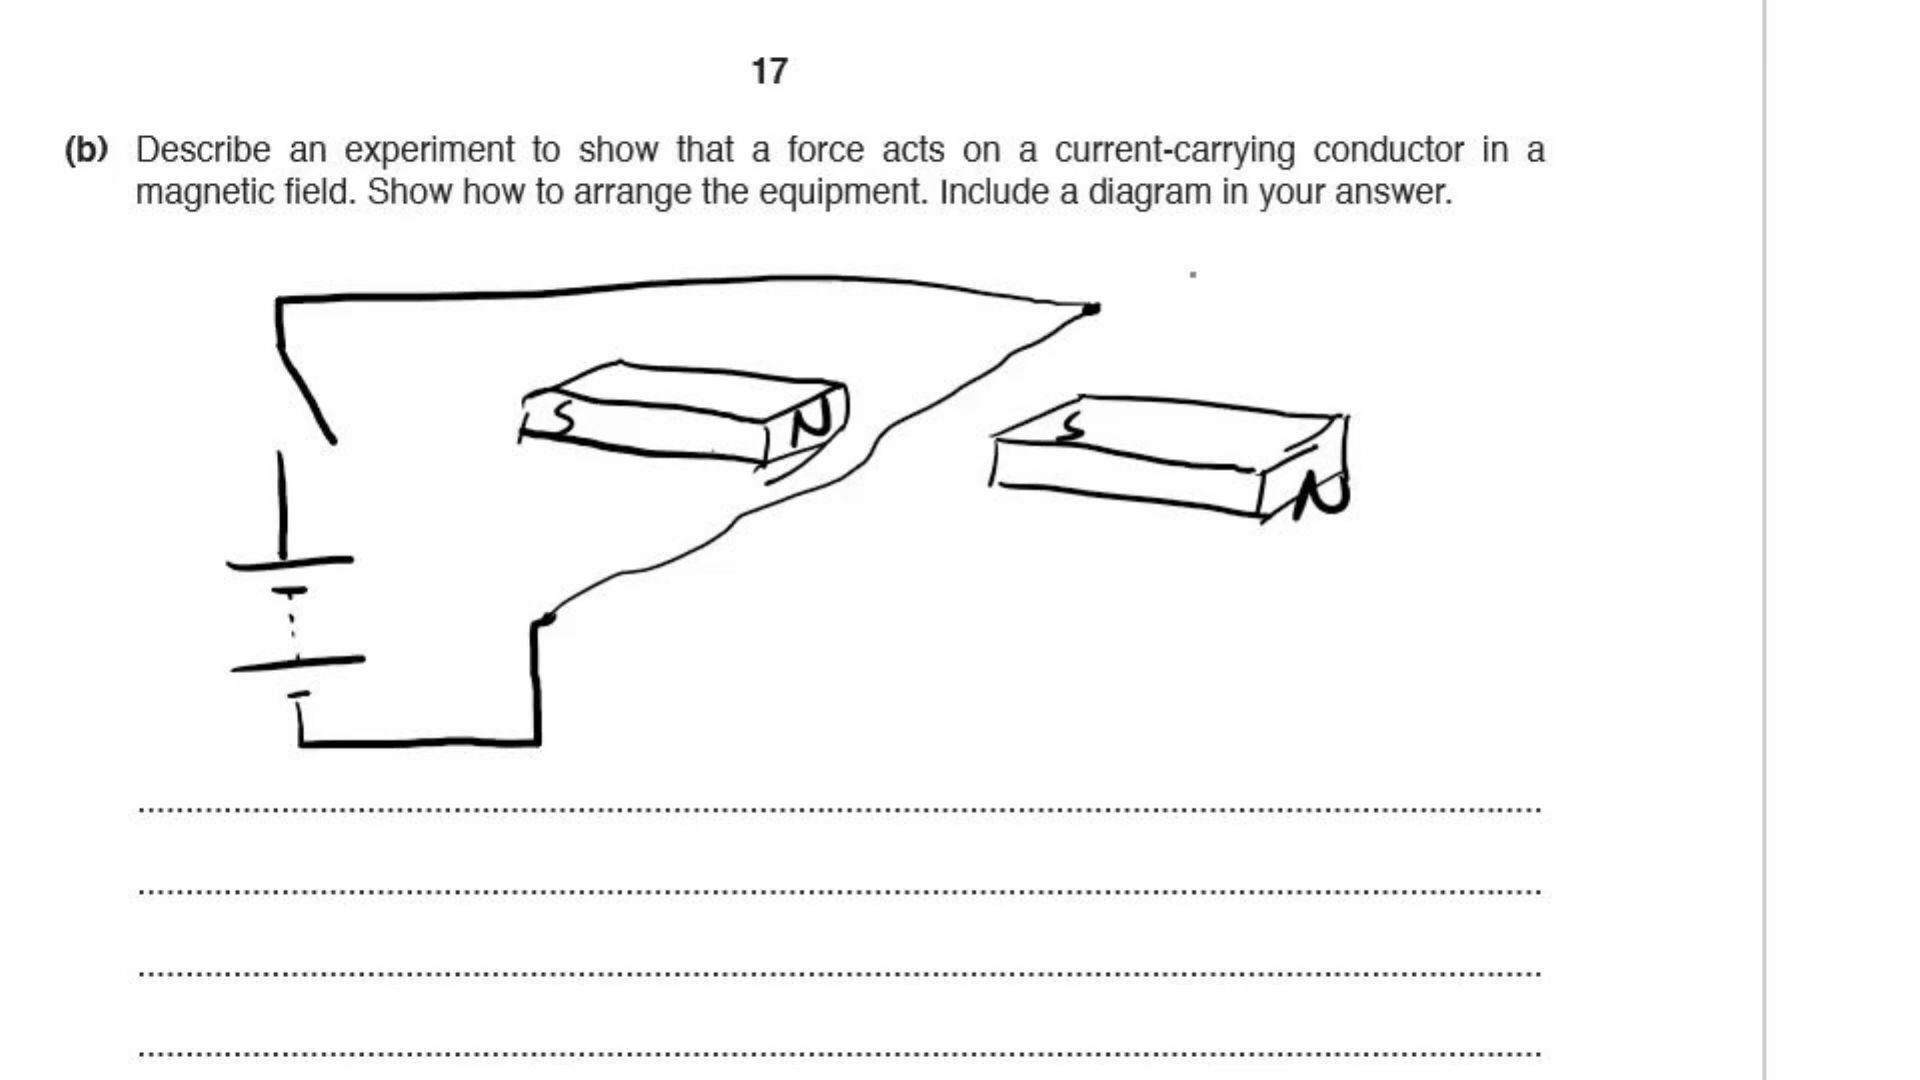 17
(b) Describe an experiment to show that a force acts on a current-carrying conductor in a
magnetic field. Show how to arrange the equipment. Include a diagram in your answer.
S N
S N